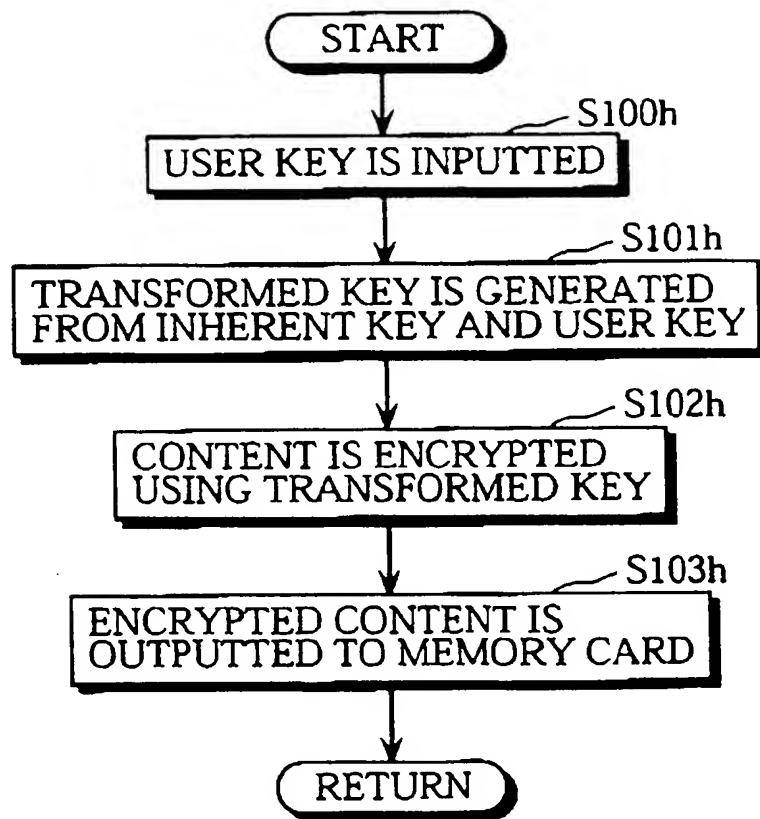 START
S100h
USER KEY IS INPUTTED
S101h
TRANSFORMED KEY IS GENERATED
FROM INHERENT KEY AND USER KEY
S102h
CONTENT IS ENCRYPTED
USING TRANSFORMED KEY
S103h
ENCRYPTED CONTENT IS
OUTPUTTED TO MEMORY CARD
RETURN